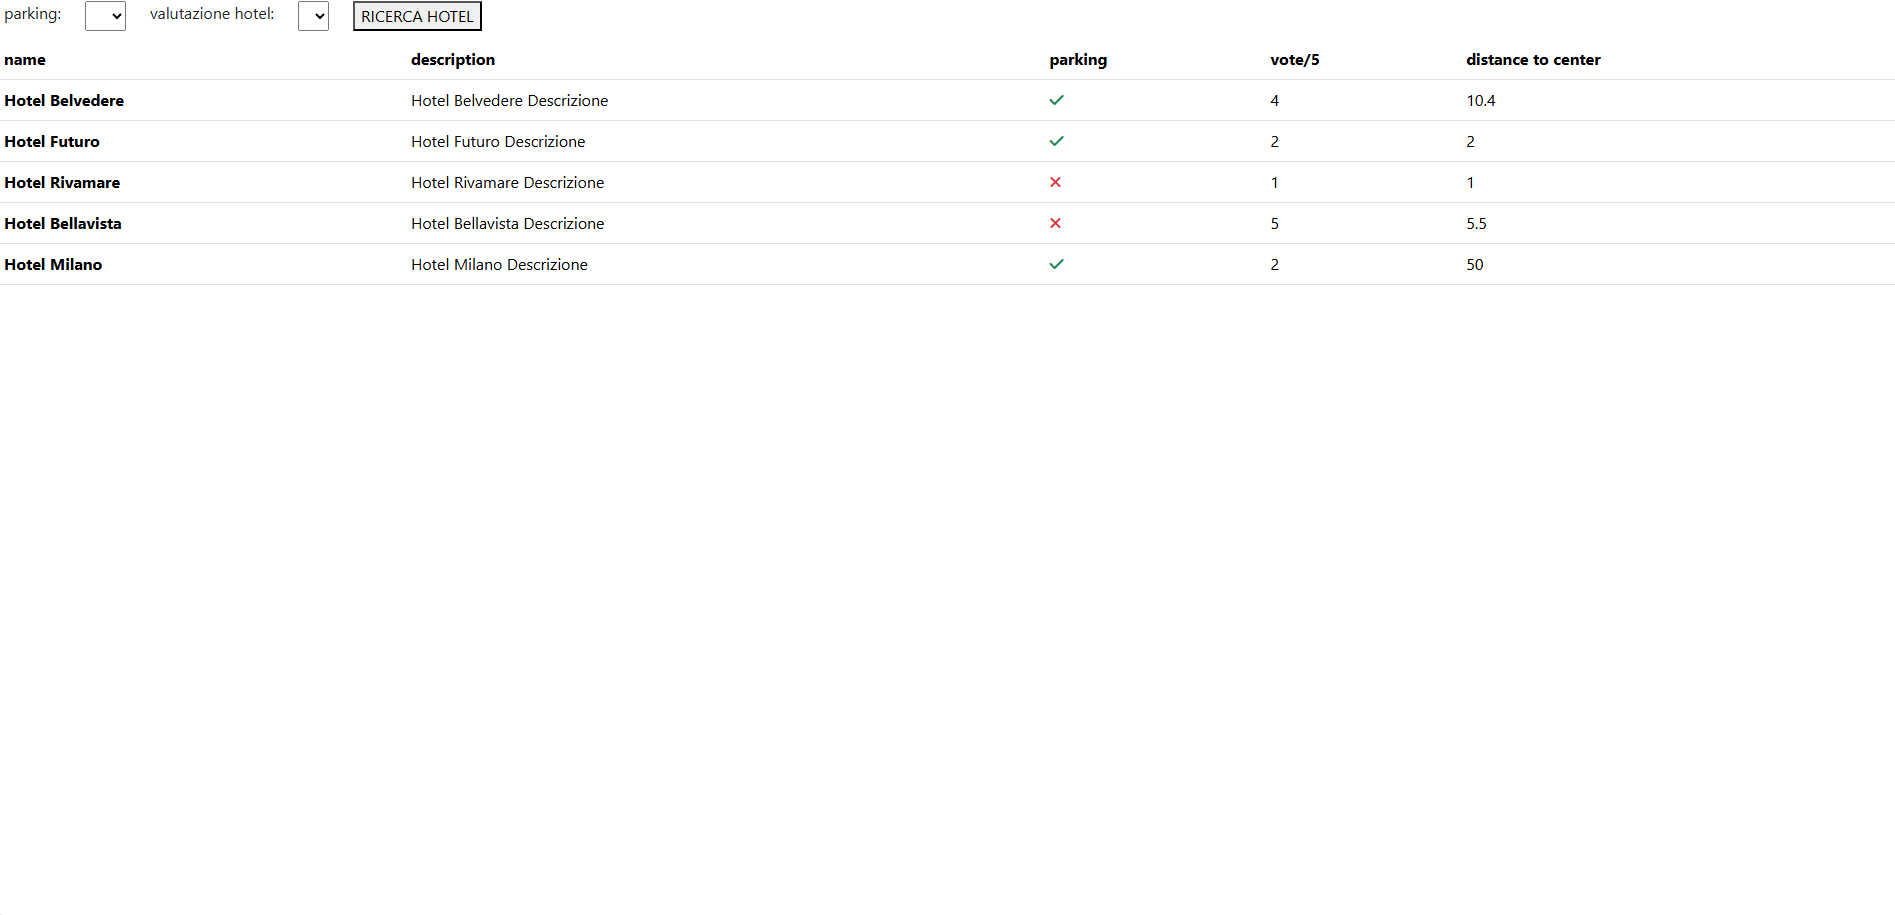 parking: valutazione hotel: RICERCA HOTEL
name description parking vote/5 distance to center
Hotel Belvedere Hotel Belvedere Descrizione 4 10.4
Hotel Futuro Hotel Futuro Descrizione 2 2
Hotel Rivamare Hotel Rivamare Descrizione 1 1
Hotel Bellavista Hotel Bellavista Descrizione 5 5.5
Hotel Milano Hotel Milano Descrizione 2 50